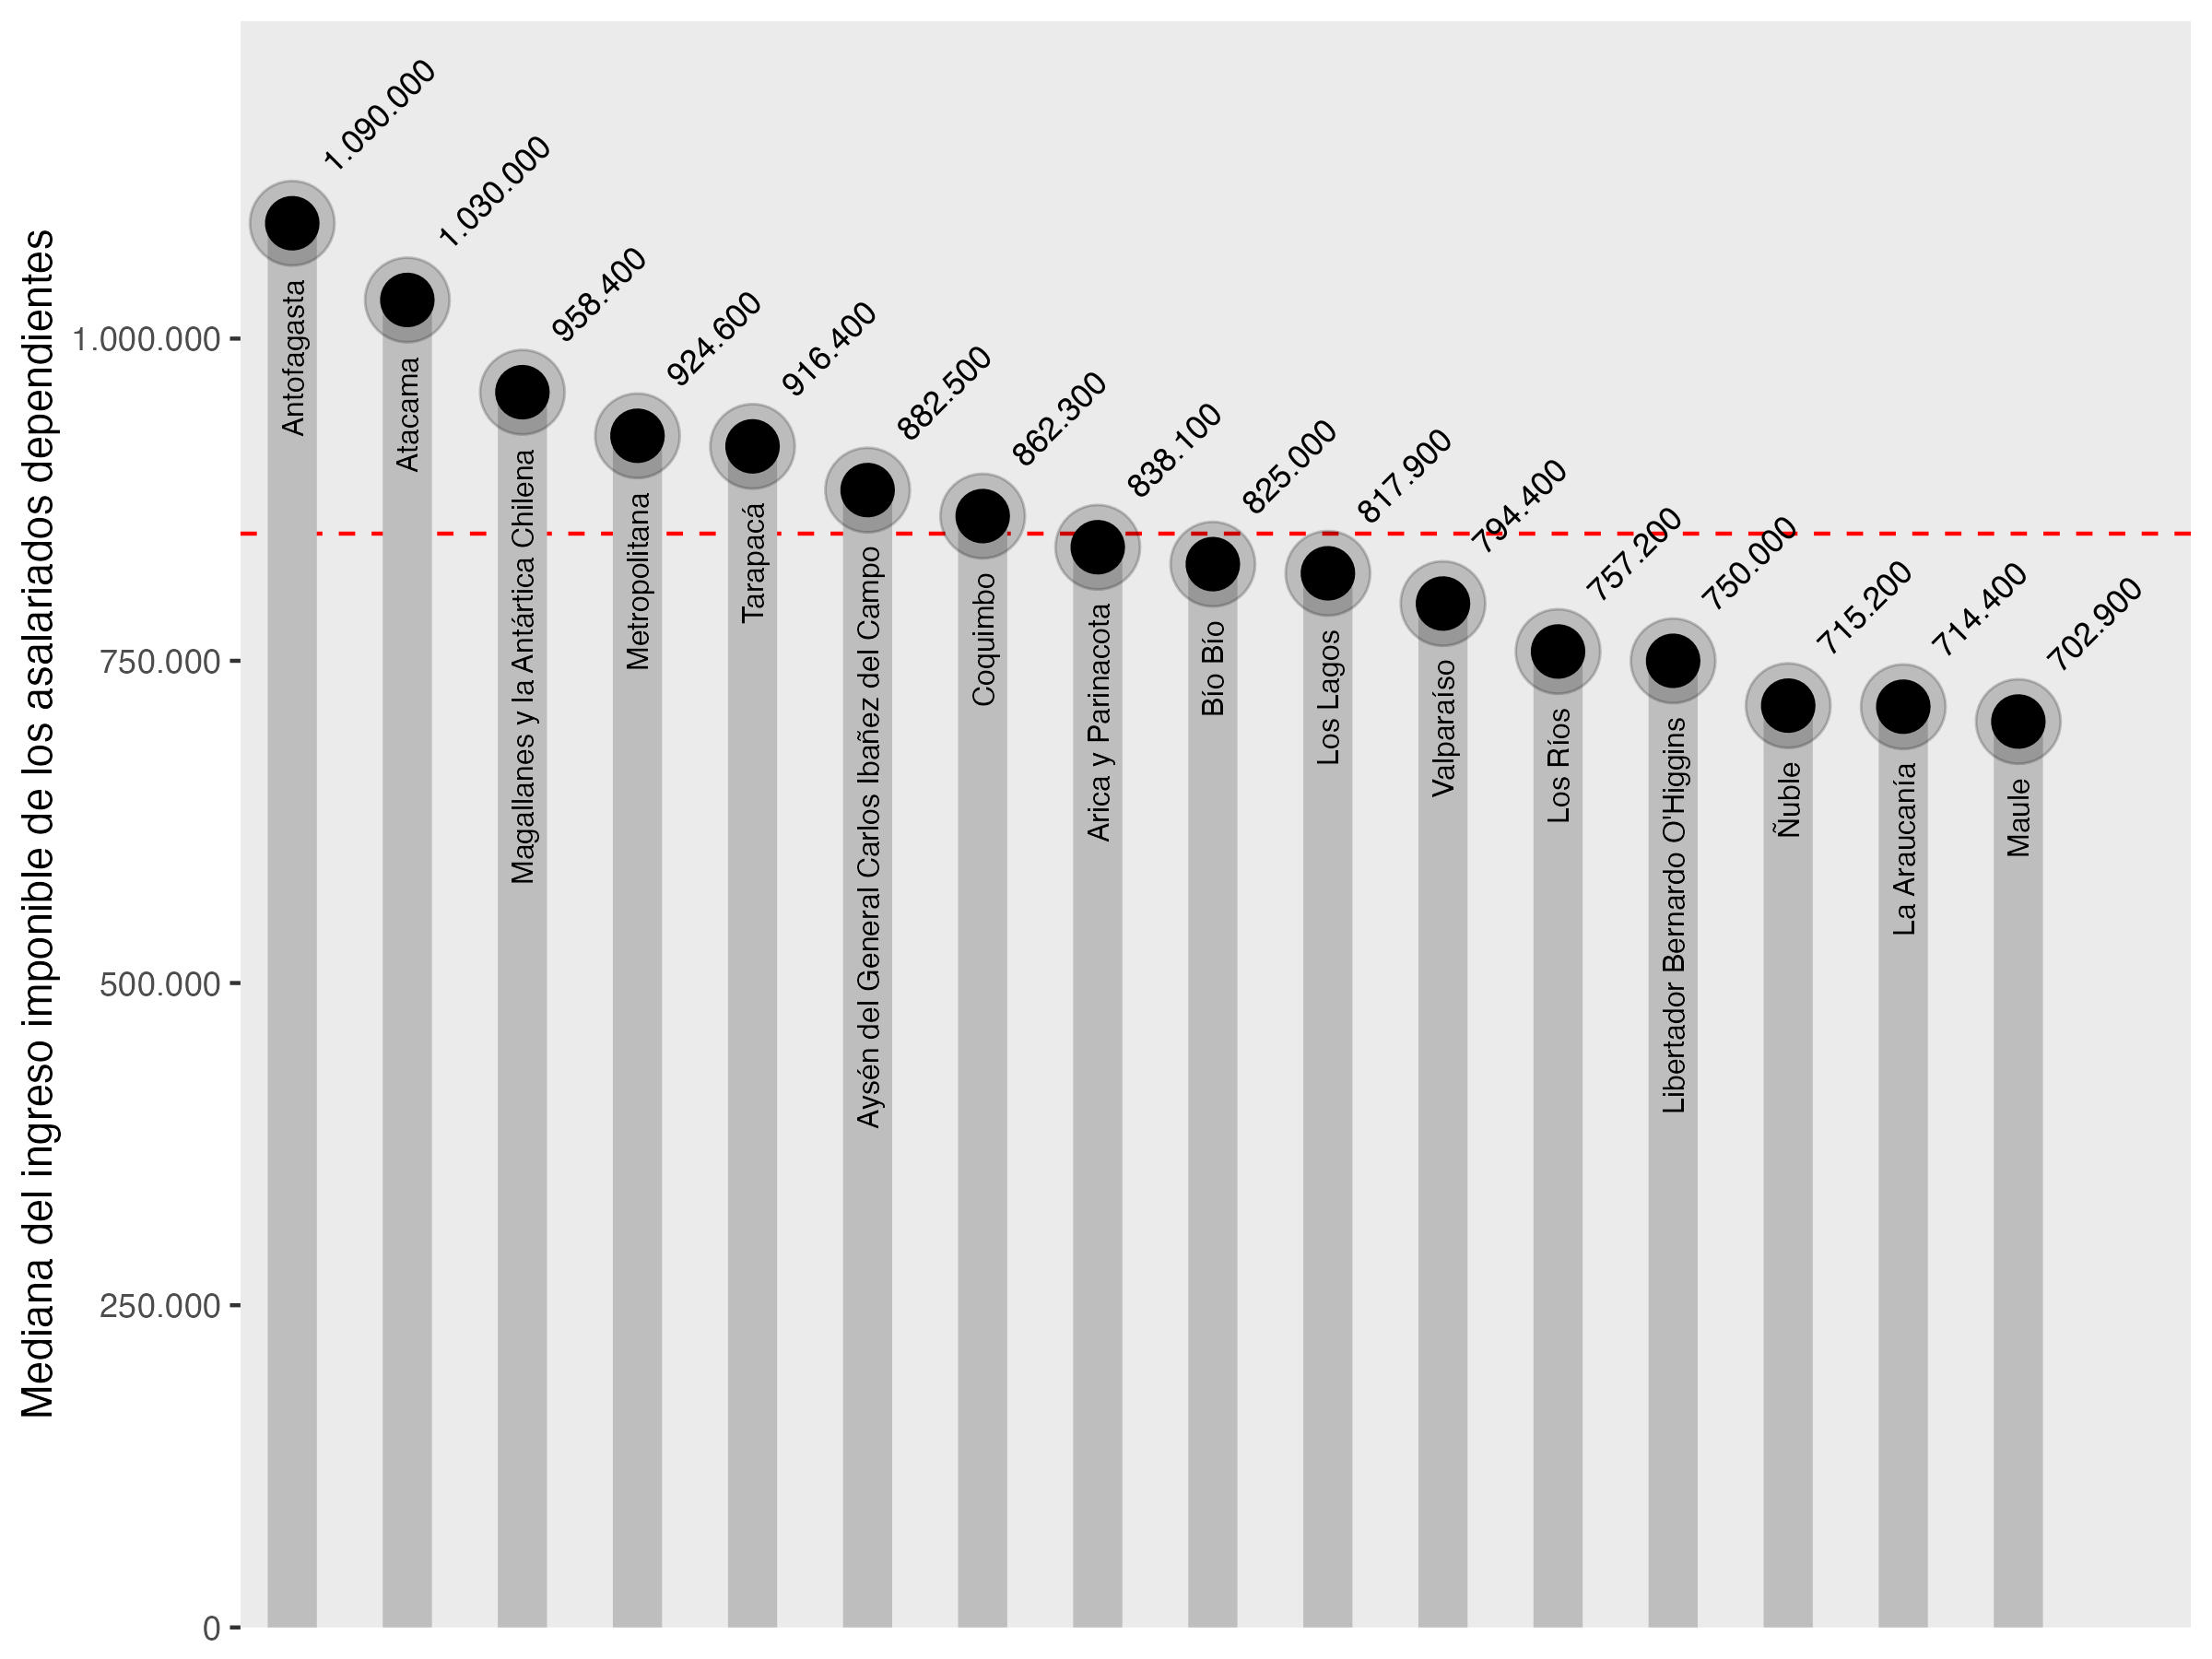 Mediana del ingreso imponible de los asalariados dependientes
1.000.000
750.000
500.000
250.000
0
1.090.000
1.030.000
958.400
924.600
916.400
882.500
862.300
838.100
825.000
817.900
794.400
757.200
750.000
715.200
714.400
702.900
Antofagasta
Atacama
Magallanes y la Antártica Chilena
Metropolitana
Tarapacá
Aysén del General Carlos Ibañez del Campo
Coquimbo
Arica y Parinacota
Bío Bío
Los Lagos
Valparaíso
Los Ríos
Libertador Bernardo O'Higgins
Ñuble
La Araucanía
Maule